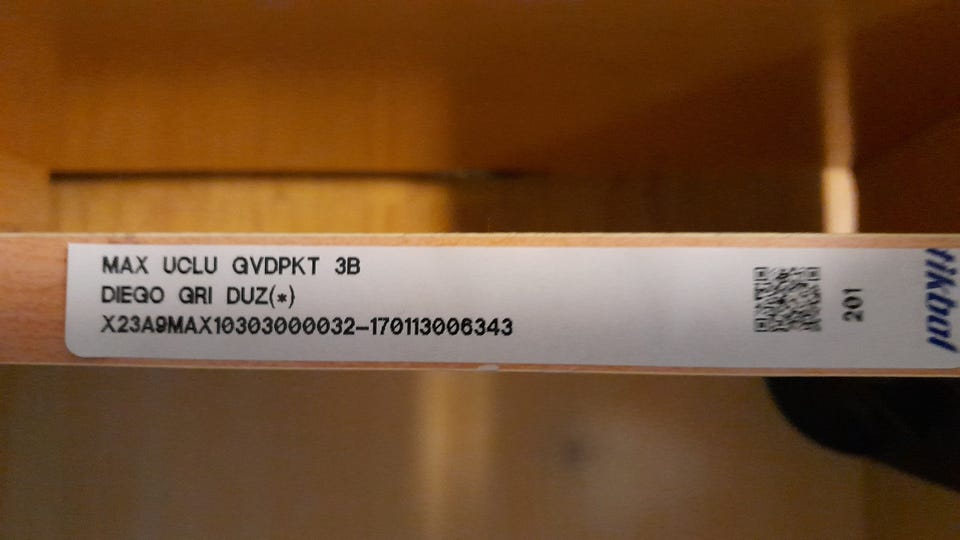 MAX UCLU GVDPKT 3B
DIEGO GRI DUZ(*)
X23A9MAX10303000032-170113006343
201